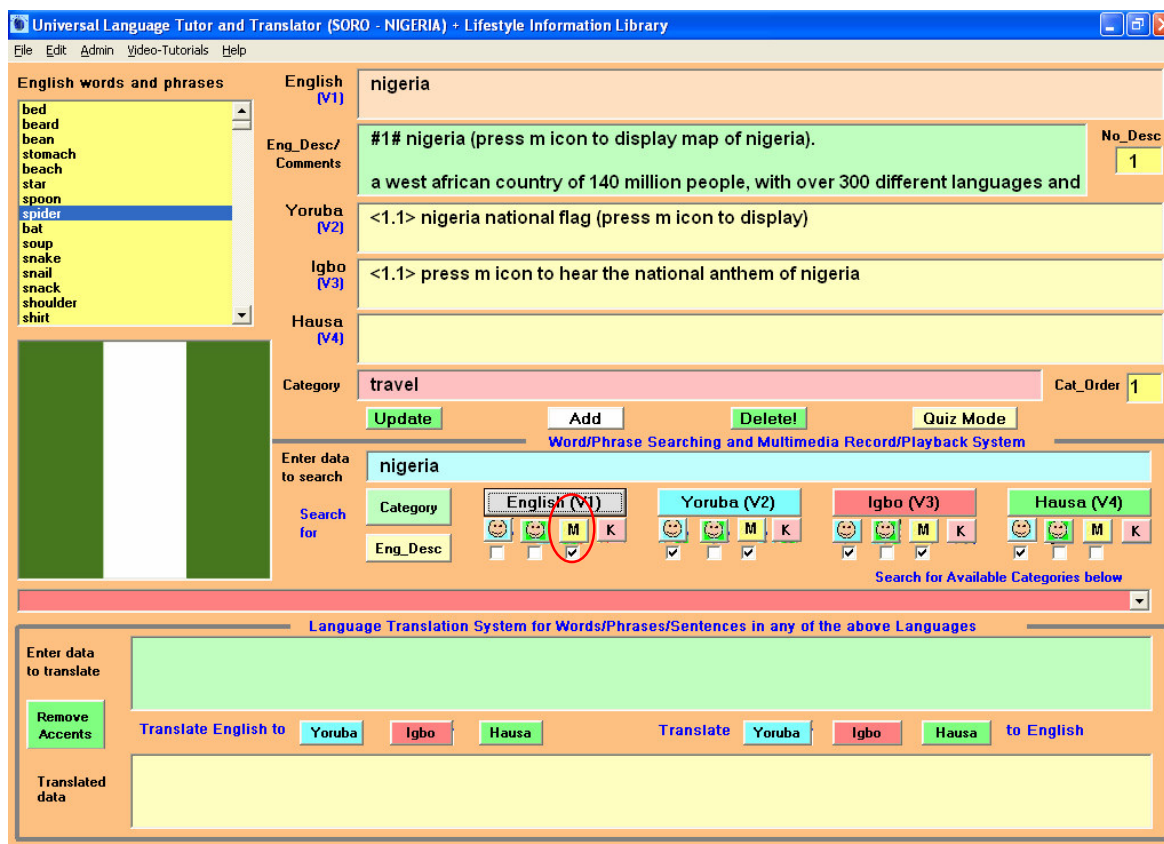 Universal Language Tutor and Translator (SORO - NIGERIA) + Lifestyle Information Library
File Edit Admin Video-Tutorials Help
English words and phrases
bed
beard
bean
stomach
beach
star
spoon
spider
bat
soup
snake
snail
snack
shoulder
shirt
English
(V1)
nigeria
Eng_Desc/
Comments
#1# nigeria (press m icon to display map of nigeria).
a west african country of 140 million people, with over 300 different languages and
No_Desc
1
Yoruba
(V2)
<1.1> nigeria national flag (press m icon to display)
Igbo
(V3)
<1.1> press m icon to hear the national anthem of nigeria
Hausa
(V4)
Category
travel
Cat_Order 1
Update Add Delete! Quiz Mode
Word/Phrase Searching and Multimedia Record/Playback System
Enter data
to search
nigeria
Search
for
Category
Eng_Desc
English (V1) Yoruba (V2) Igbo (V3) Hausa (V4)
M K M K M K M K
Search for Available Categories below
Language Translation System for Words/Phrases/Sentences in any of the above Languages
Enter data
to translate
Remove
Accents
Translate English to Yoruba Igbo Hausa Translate Yoruba Igbo Hausa to English
Translated
data